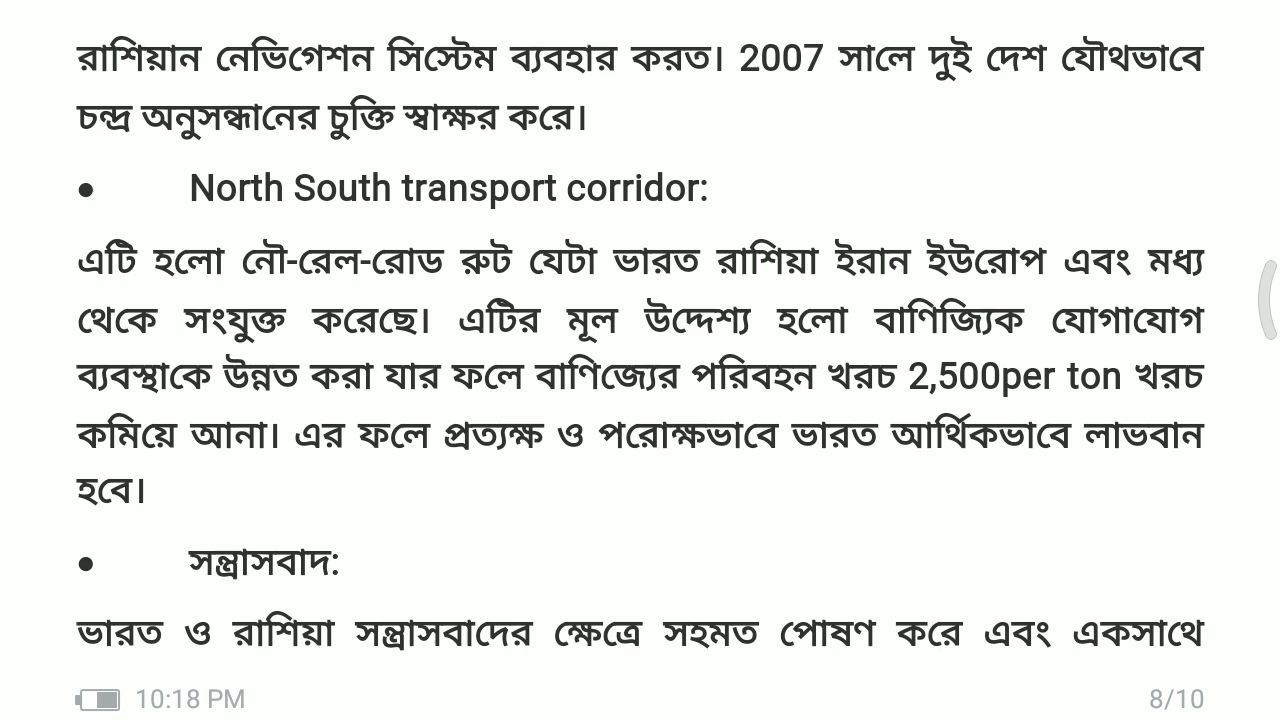 রাশিয়ান নেভিগেশন সিস্টেম ব্যবহার করত। 2007 সালে দুই দেশ যৌথভাবে
চন্দ্র অনুসন্ধানের চুক্তি স্বাক্ষর করে।
• North South transport corridor:
এটি হলো নৌ-রেল-রোড রুট যেটা ভারত রাশিয়া ইরান ইউরোপ এবং মধ্য
থেকে সংযুক্ত করেছে। এটির মূল উদ্দেশ্য হলো বাণিজ্যিক যোগাযোগ
ব্যবস্থাকে উন্নত করা যার ফলে বাণিজ্যের পরিবহন খরচ 2,500per ton খরচ
কমিয়ে আনা। এর ফলে প্রত্যক্ষ ও পরোক্ষভাবে ভারত আর্থিকভাবে লাভবান
হবে।
• সন্ত্রাসবাদ:
ভারত ও রাশিয়া সন্ত্রাসবাদের ক্ষেত্রে সহমত পোষণ করে এবং একসাথে
10:18 PM 8/10